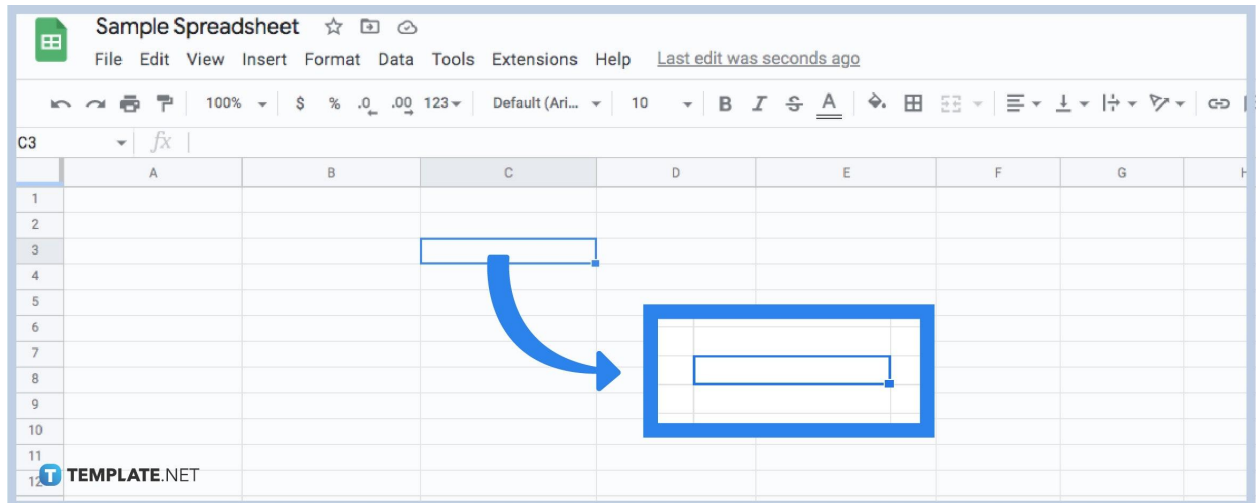 Sample Spreadsheet
File Edit View Insert Format Data Tools Extensions Help Last edit was seconds ago
100% $ % .0 .00 123 Default (Ari... 10 B I S A
C3 fx
A B C D E F G H
1
2
3
4
5
6
7
8
9
10
11
12
T TEMPLATE.NET